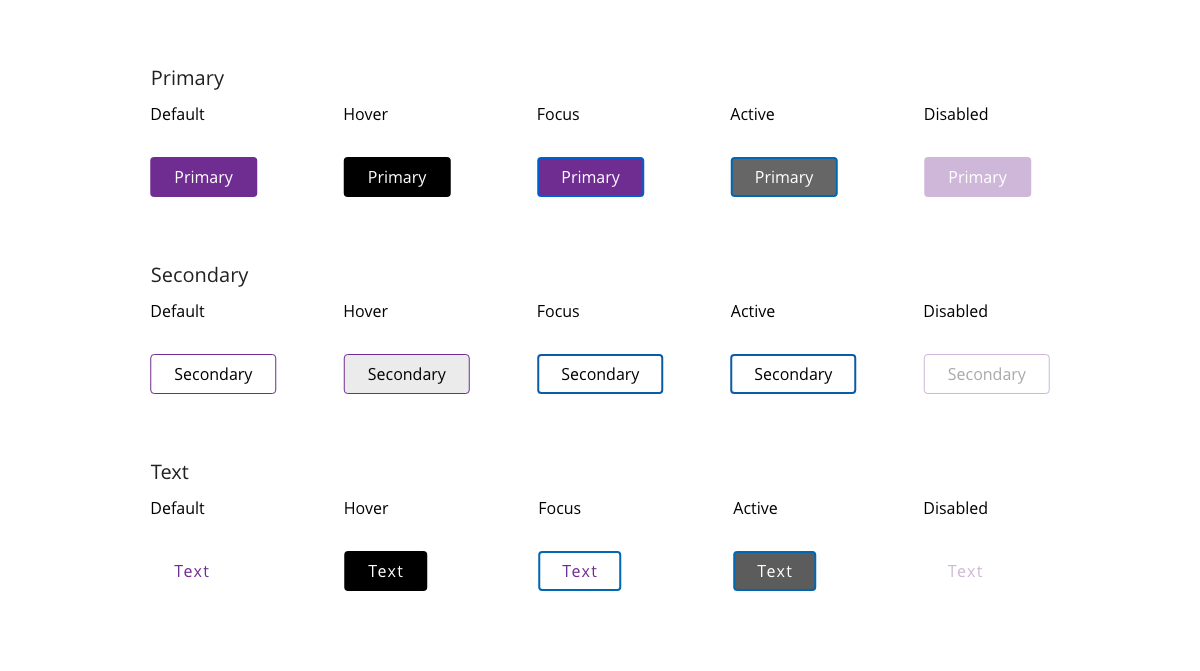 Primary
Default Hover Focus Active Disabled
Primary Primary Primary Primary Primary
Secondary
Default Hover Focus Active Disabled
Secondary Secondary Secondary Secondary Secondary
Text
Default Hover Focus Active Disabled
Text Text Text Text Text